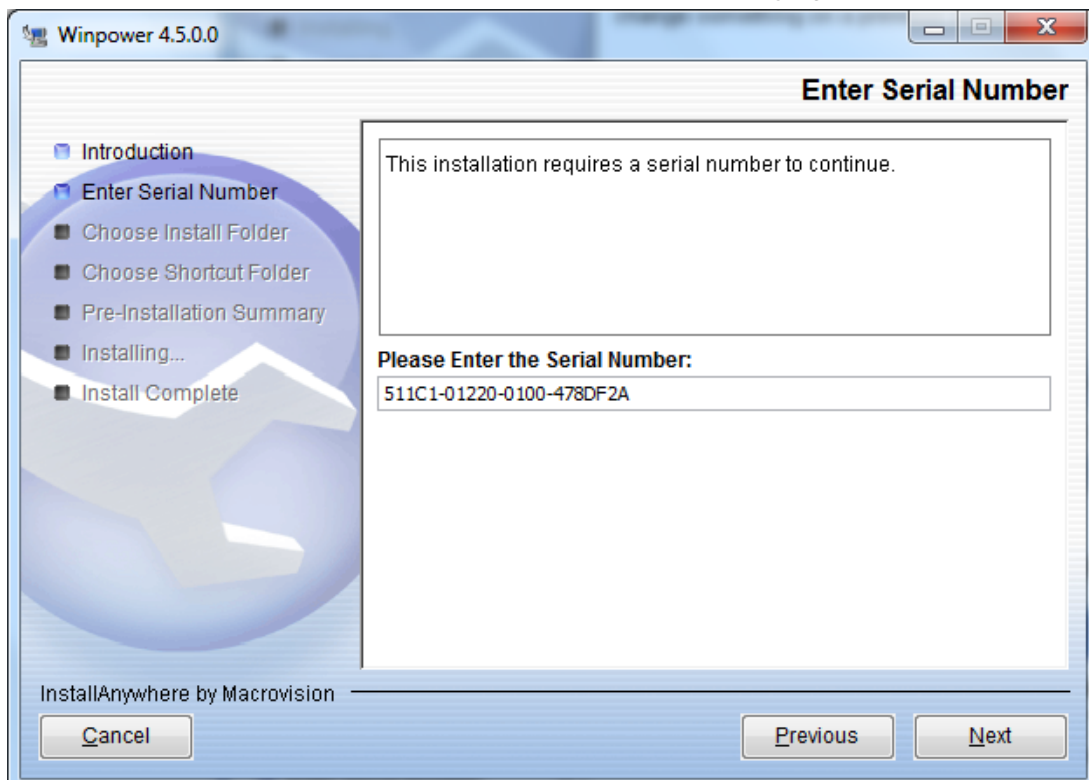 Winpower 4.5.0.0
Enter Serial Number
Introduction
Enter Serial Number
Choose Install Folder
Choose Shortcut Folder
Pre-Installation Summary
Installing...
Install Complete
This installation requires a serial number to continue.
Please Enter the Serial Number:
511C1-01220-0100-478DF2A
InstallAnywhere by Macrovision
Cancel
Previous
Next